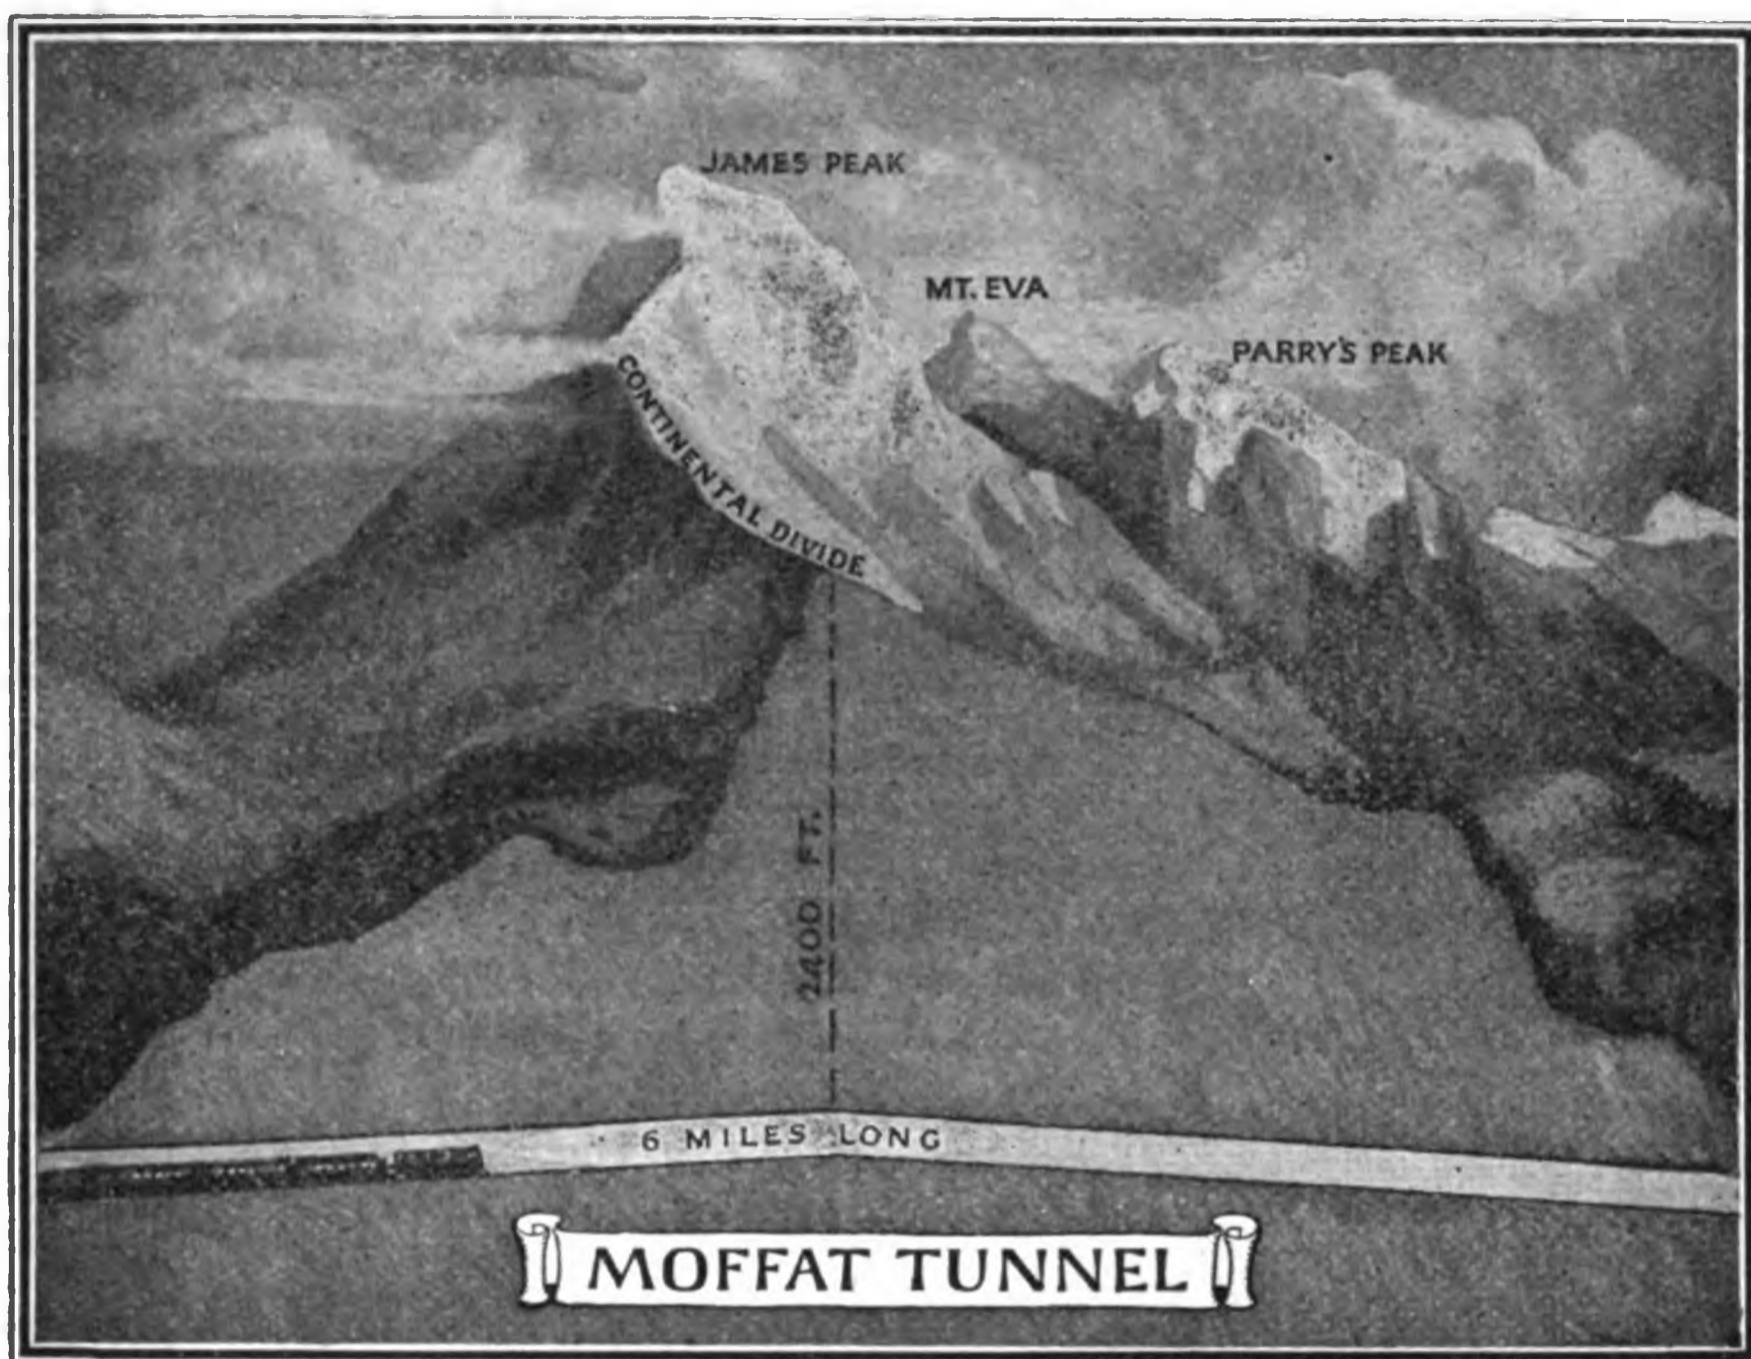 JAMES PEAK
MT. EVA
PARRY'S PEAK
CONTINENTAL DIVIDE
2400 FT.
6 MILES LONG
MOFFAT TUNNEL